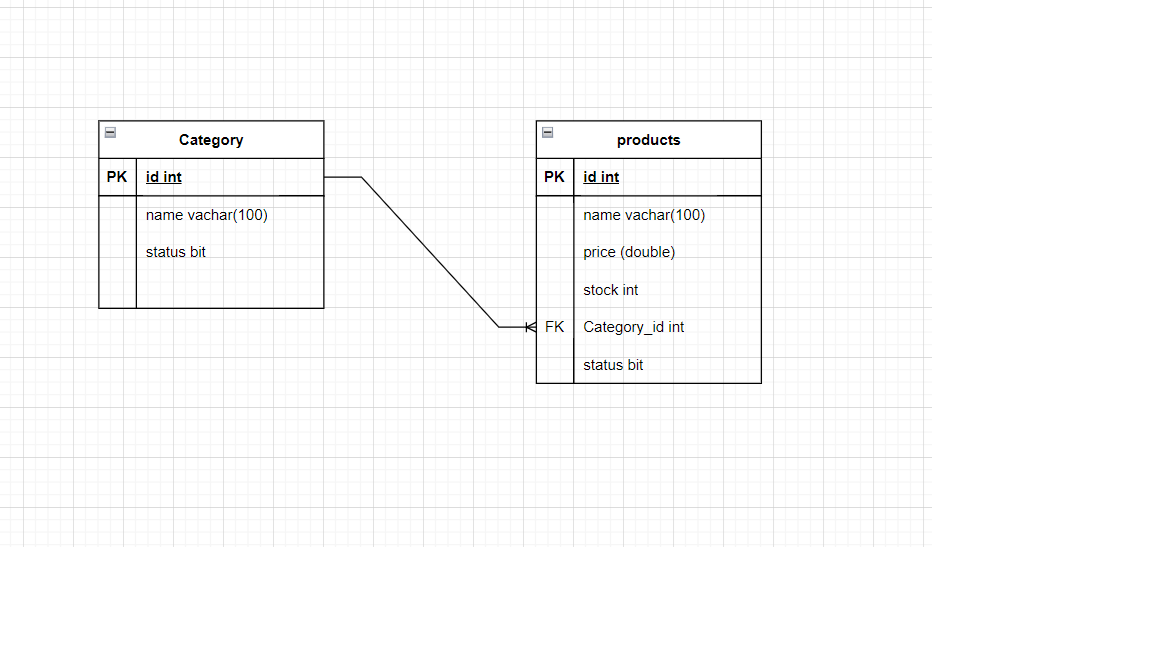 Category
PK id int
name vachar(100)
status bit
products
PK id int
name vachar(100)
price (double)
stock int
FK Category_id int
status bit